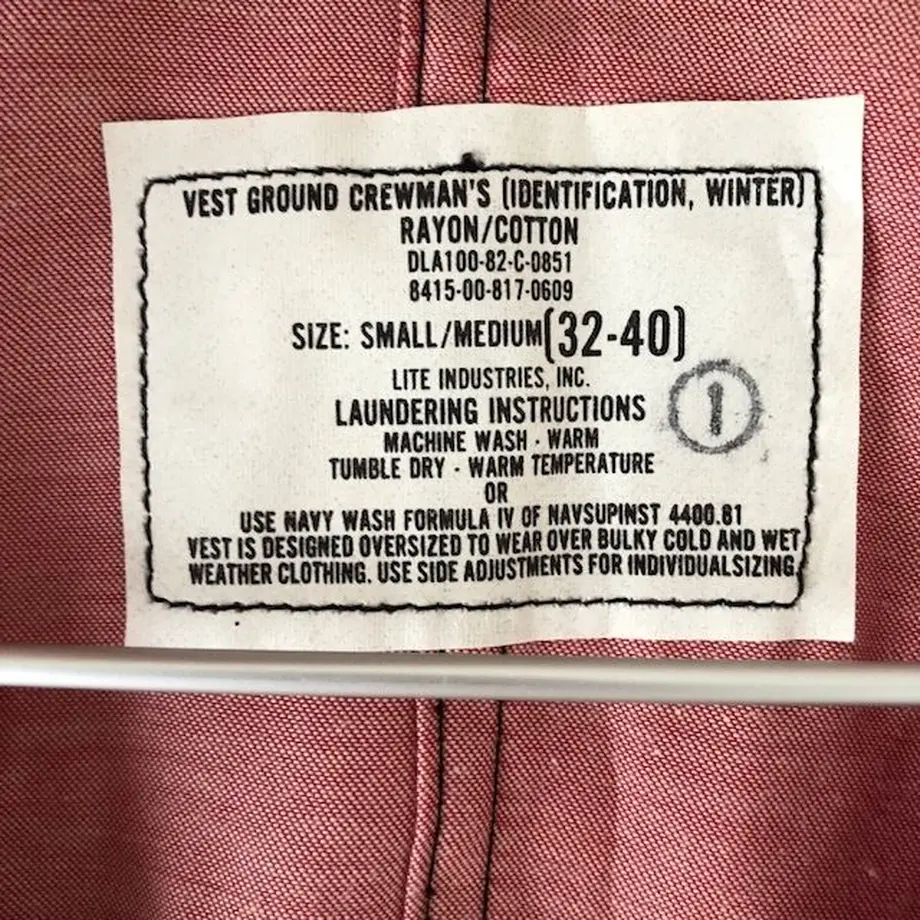 VEST GROUND CREWMAN'S (IDENTIFICATION, WINTER)
RAYON/COTTON
DLA100-82-C-0851
8415-00-817-0609
SIZE: SMALL/MEDIUM(32-40)
LITE INDUSTRIES, INC.
LAUNDERING INSTRUCTIONS
1
MACHINE WASH · WARM
TUMBLE DRY · WARM TEMPERATURE
OR
USE NAVY WASH FORMULA IV OF NAVSUPINST 4400.81
VEST IS DESIGNED OVERSIZED TO WEAR OVER BULKY COLD AND WET
WEATHER CLOTHING. USE SIDE ADJUSTMENTS FOR INDIVIDUALSIZING.